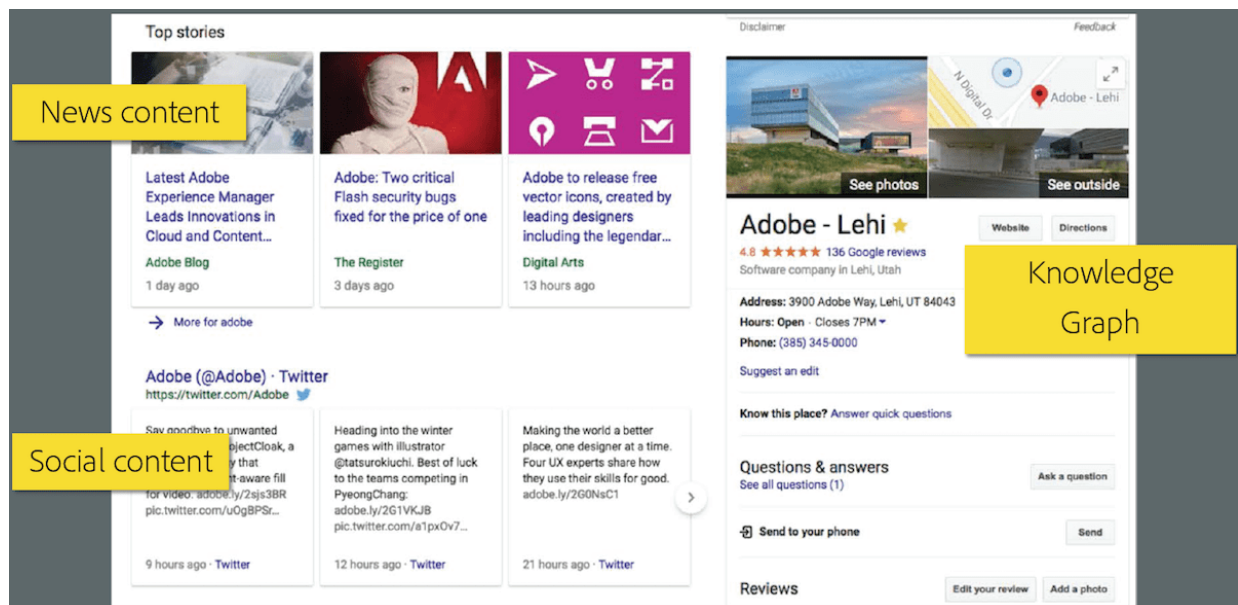 Top stories
News content
Latest Adobe
Experience Manager
Leads Innovations in
Cloud and Content...
Adobe Blog
1 day ago
Adobe: Two critical
Flash security bugs
fixed for the price of one
The Register
3 days ago
Adobe to release free
vector icons, created by
leading designers
including the legendar...
Digital Arts
13 hours ago
More for adobe
Adobe (@Adobe) · Twitter
https://twitter.com/Adobe
Social content
Say goodbye to unwanted
ojectCloak, a
y that
nt-aware fill
for video. adobe.ly/2sjs3BR
pic.twitter.com/uOgBPSr...
9 hours ago · Twitter
Heading into the winter
games with illustrator
@tatsurokiuchi. Best of luck
to the teams competing in
PyeongChang:
adobe.ly/2G1VKJB
pic.twitter.com/a1pxOv7...
12 hours ago · Twitter
Making the world a better
place, one designer at a time.
Four UX experts share how
they use their skills for good.
adobe.ly/2G0NsC1
21 hours ago · Twitter
Disclaimer
Feedback
N Digital Dr
Adobe - Lehi
See photos
See outside
Adobe - Lehi
Website
Directions
4.8 136 Google reviews
Software company in Lehi, Utah
Knowledge
Graph
Address: 3900 Adobe Way, Lehi, UT 84043
Hours: Open · Closes 7PM
Phone: (385) 345-0000
Suggest an edit
Know this place? Answer quick questions
Questions & answers
See all questions (1)
Ask a question
Send to your phone
Send
Reviews
Edit your review
Add a photo